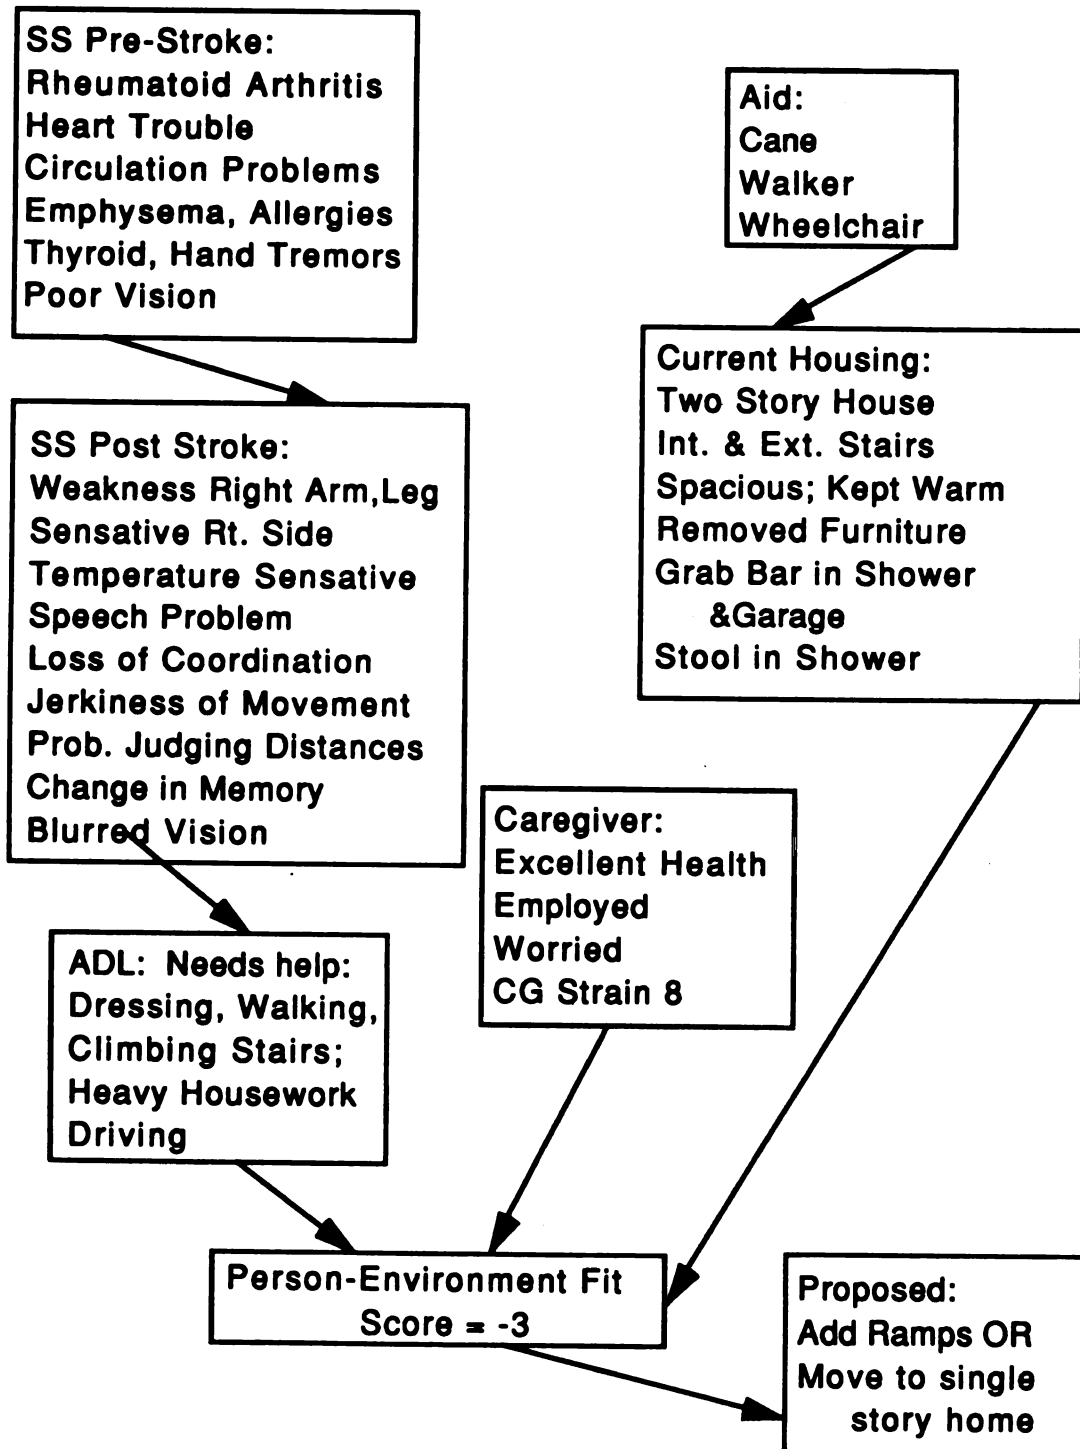 SS Pre-Stroke:
Rheumatoid Arthritis
Heart Trouble
Circulation Problems
Emphysema, Allergies
Thyroid, Hand Tremors
Poor Vision
Aid:
Cane
Walker
Wheelchair
Current Housing:
Two Story House
Int. & Ext. Stairs
Spacious; Kept Warm
Removed Furniture
Grab Bar in Shower
&Garage
Stool in Shower
SS Post Stroke:
Weakness Right Arm,Leg
Sensative Rt. Side
Temperature Sensative
Speech Problem
Loss of Coordination
Jerkiness of Movement
Prob. Judging Distances
Change in Memory
Blurred Vision
Caregiver:
Excellent Health
Employed
Worried
CG Strain 8
ADL: Needs help:
Dressing, Walking,
Climbing Stairs;
Heavy Housework
Driving
Person-Environment Fit
Score = -3
Proposed:
Add Ramps OR
Move to single
story home